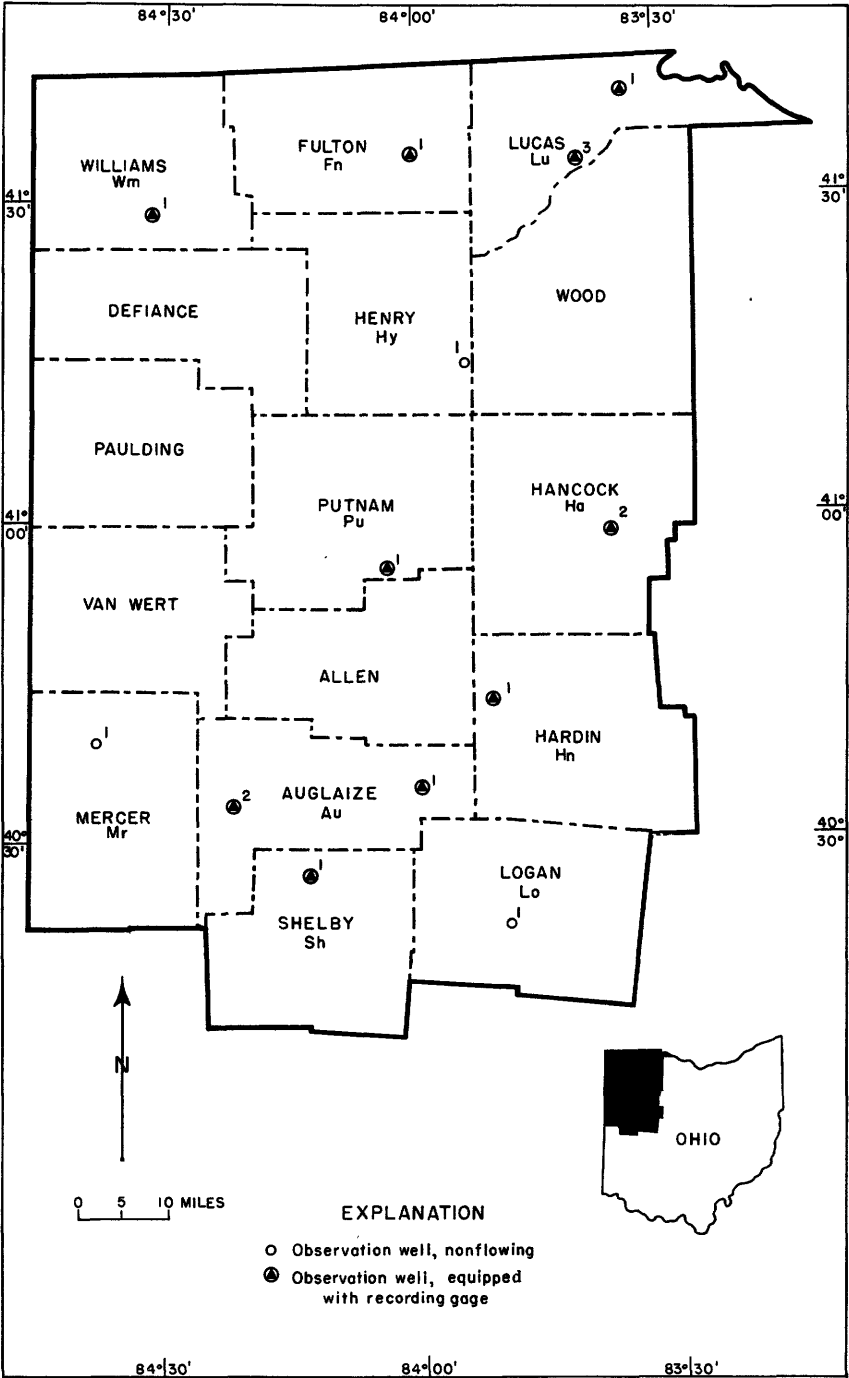 84°30' 84°00' 83°30'
1
FULTON
Fn
1
LUCAS
Lu
3
WILLIAMS
Wm
1
41°
30'
41°
30'
DEFIANCE
HENRY
Hy
1
WOOD
PAULDING
PUTNAM
Pu
1
HANCOCK
Ha
2
41°
00'
41°
00'
VAN WERT
ALLEN
1
HARDIN
Hn
1
MERCER
Mr
2
AUGLAIZE
Au
1
40°
30'
40°
30'
1
SHELBY
Sh
LOGAN
Lo
1
N
OHIO
0 5 10 MILES
EXPLANATION
Observation well, nonflowing
Observation well, equipped
with recording gage
84°30' 84°00' 83°30'